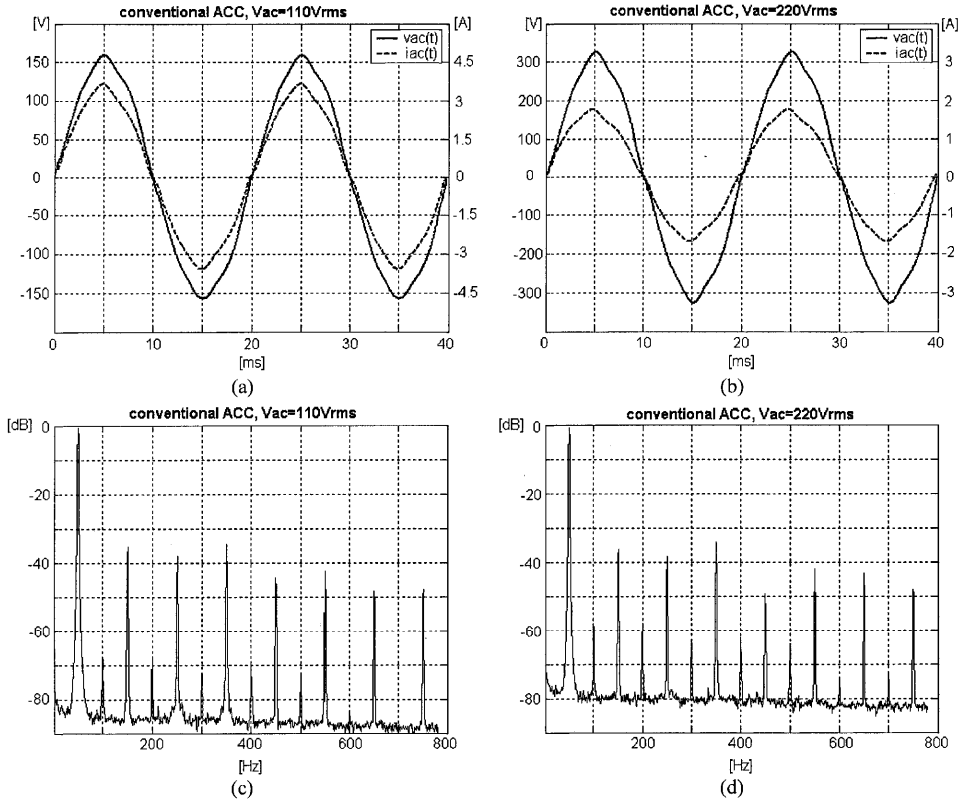 conventional ACC, Vac=110Vrms
[V]
[A]
vac(t)
iac(t)
150
100
50
0
-50
-100
-150
4.5
3
1.5
0
-1.5
-3
-4.5
0
10
20
30
40
[ms]
(a)
conventional ACC, Vac=220Vrms
[V]
[A]
vac(t)
iac(t)
300
200
100
0
-100
-200
-300
3
2
1
0
-1
-2
-3
0
10
20
30
40
[ms]
(b)
conventional ACC, Vac=110Vrms
[dB]
0
-20
-40
-60
-80
200
400
600
800
[Hz]
(c)
conventional ACC, Vac=220Vrms
[dB]
0
-20
-40
-60
-80
200
400
600
800
[Hz]
(d)